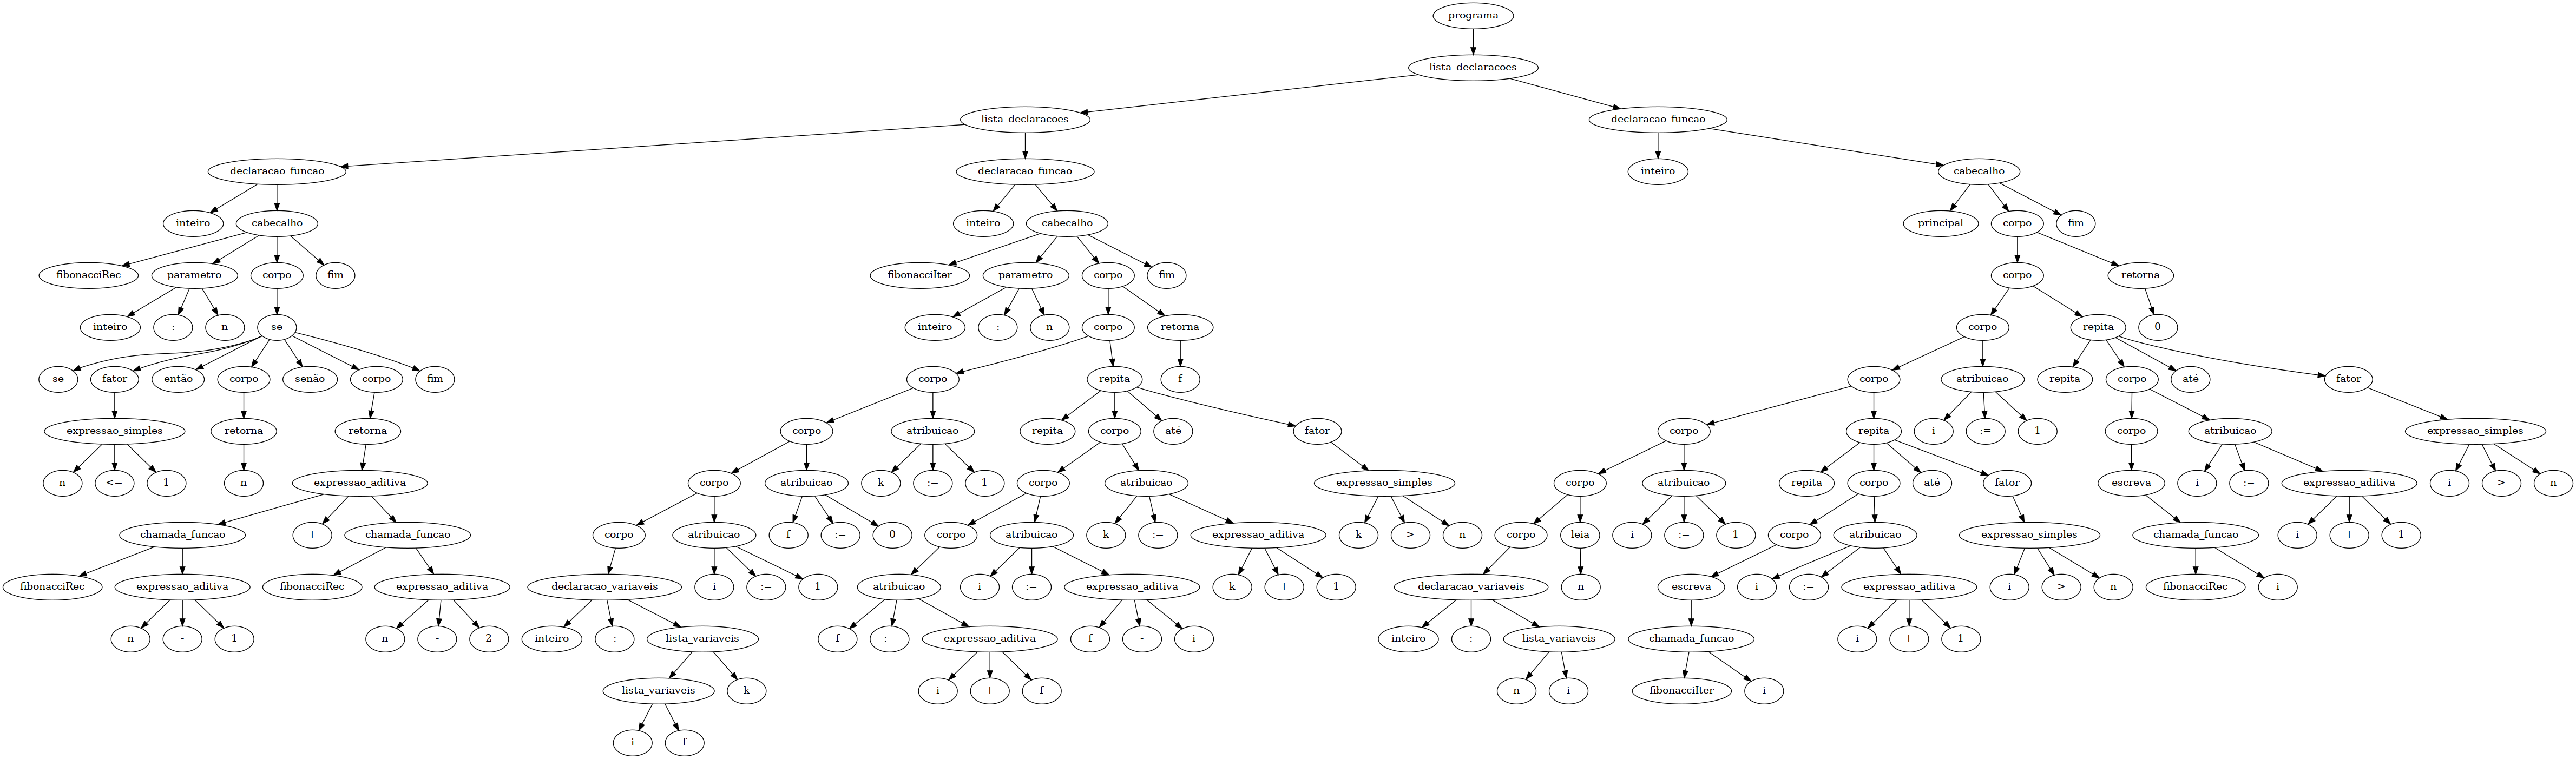 programa
lista_declaracoes
lista_declaracoes declaracao_funcao
declaracao_funcao declaracao_funcao inteiro cabecalho
inteiro cabecalho inteiro cabecalho principal corpo fim
fibonacciRec parametro corpo fim fibonacciIter parametro corpo fim corpo retorna
inteiro : n se inteiro : n corpo retorna corpo repita 0
se fator então corpo senão corpo fim corpo repita f corpo atribuicao repita corpo até fator
expressao_simples retorna retorna corpo atribuicao repita corpo até fator corpo repita i := 1 corpo atribuicao expressao_simples
n <= 1 n expressao_aditiva corpo atribuicao k := 1 corpo atribuicao expressao_simples corpo atribuicao repita corpo até fator escreva i := expressao_aditiva i > n
chamada_funcao + chamada_funcao corpo atribuicao f := 0 corpo atribuicao k := expressao_aditiva k > n corpo leia i := 1 corpo atribuicao expressao_simples chamada_funcao i + 1
fibonacciRec expressao_aditiva fibonacciRec expressao_aditiva declaracao_variaveis i := 1 atribuicao i := expressao_aditiva k + 1 declaracao_variaveis n escreva i := expressao_aditiva i > n fibonacciRec i
n - 1 n - 2 inteiro : lista_variaveis f := expressao_aditiva f - i inteiro : lista_variaveis chamada_funcao i + 1
lista_variaveis k i + f n i fibonacciIter i
i f